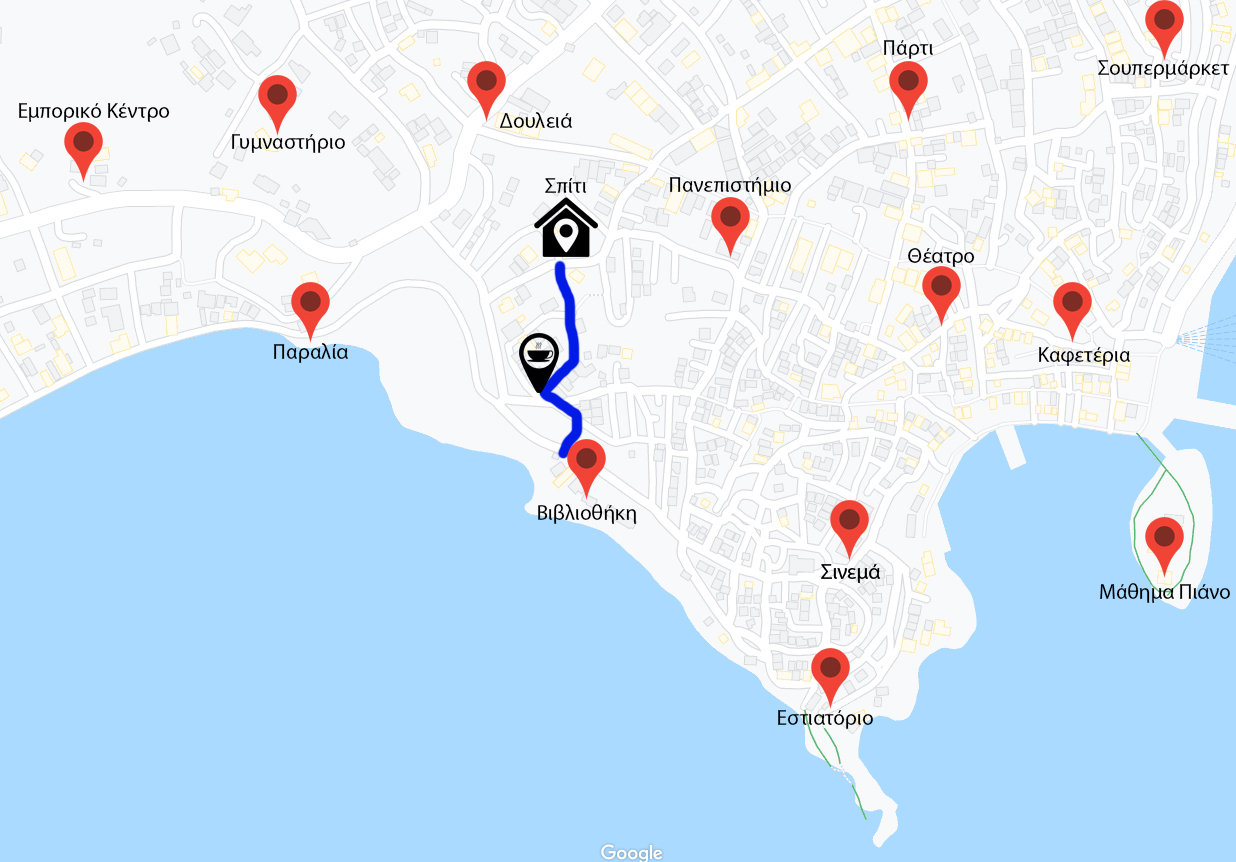 Πάρτι
Σουπερμάρκετ
Εμπορικό Κέντρο
Γυμναστήριο
Δουλειά
Σπίτι
Πανεπιστήμιο
Θέατρο
Παραλία
Καφετέρια
Βιβλιοθήκη
Σινεμά
Μάθημα Πιάνο
Εστιατόριο
Google